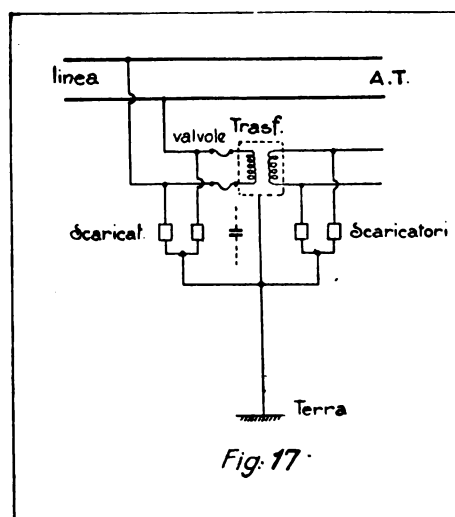 linea
A.T.
Trasf.
valvole
Scaricat.
Scaricatori
Terra
Fig: 17